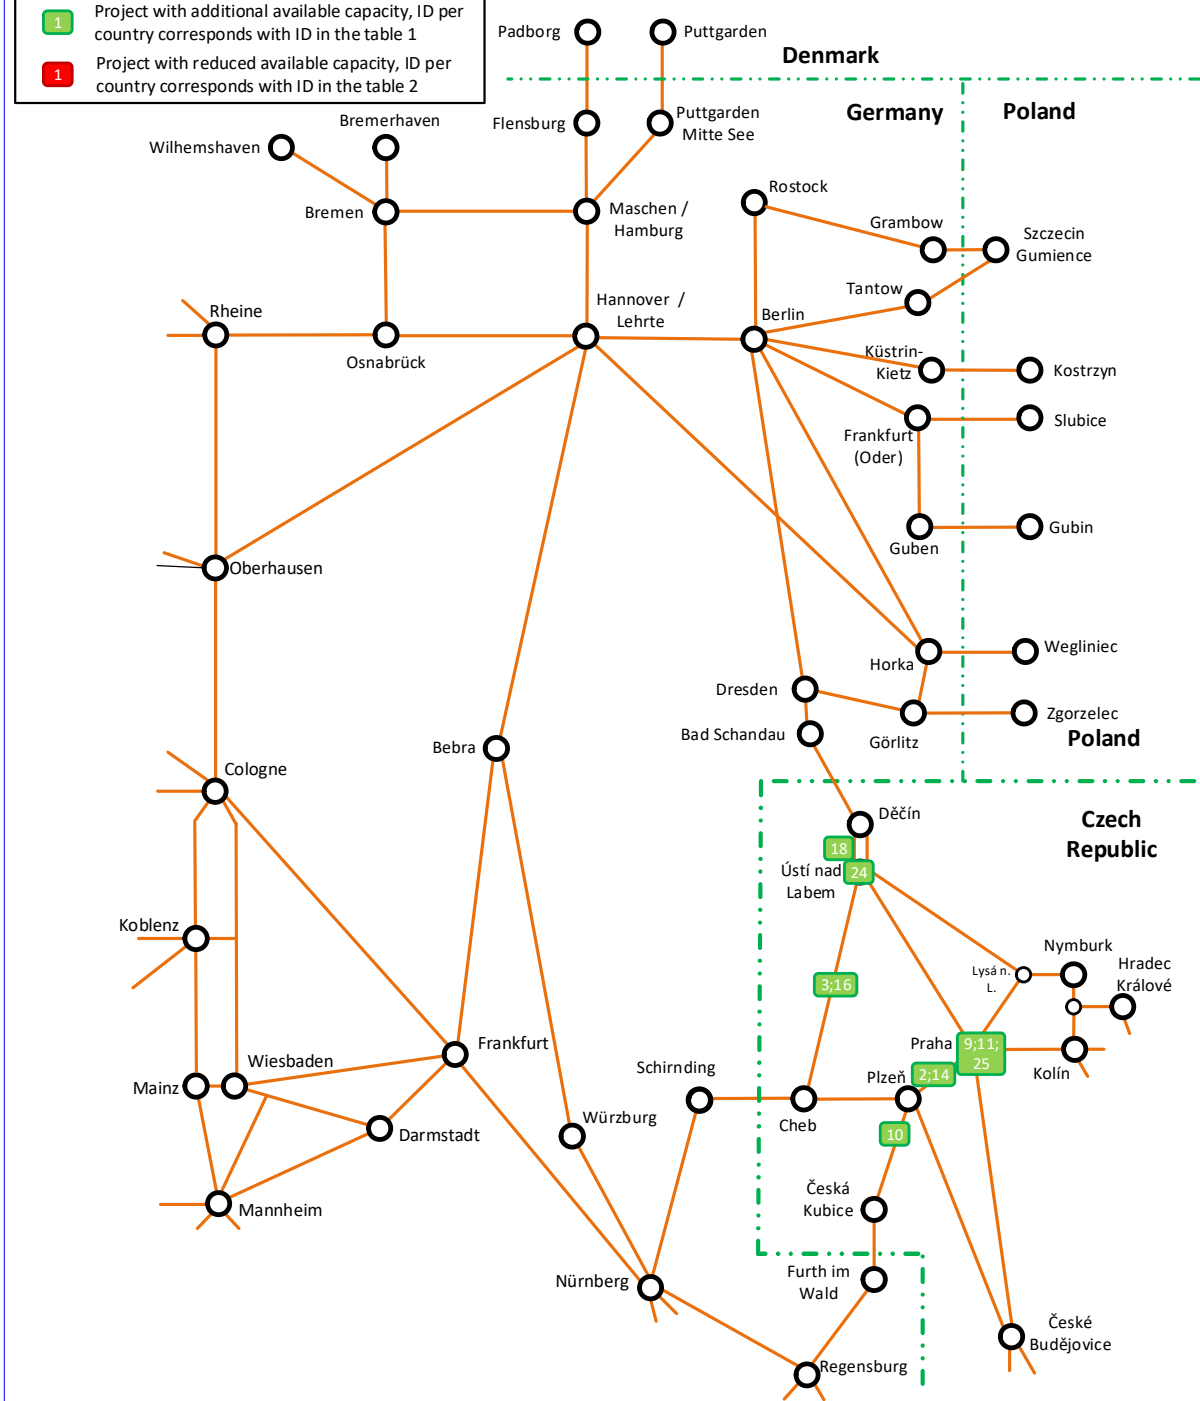 1
Project with additional available capacity, ID per
country corresponds with ID in the table 1
1
Project with reduced available capacity, ID per
country corresponds with ID in the table 2
Padborg
Puttgarden
Denmark
Flensburg
Puttgarden
Mitte See
Germany
Poland
Bremerhaven
Wilhemshaven
Bremen
Maschen /
Hamburg
Rostock
Grambow
Szczecin
Gumience
Tantow
Rheine
Osnabrück
Hannover /
Lehrte
Berlin
Küstrin-
Kietz
Kostrzyn
Frankfurt
(Oder)
Slubice
Guben
Gubin
Oberhausen
Horka
Wegliniec
Dresden
Bad Schandau
Görlitz
Zgorzelec
Poland
Bebra
Cologne
Děčín
Czech
Republic
18
Ústí nad
Labem
24
Koblenz
3;16
Lysá n.
L.
Nymburk
Hradec
Králové
Praha
9;11;
25
Kolín
Frankfurt
Wiesbaden
Mainz
Schirnding
Plzeň
2;14
Cheb
10
Würzburg
Darmstadt
Mannheim
Česká
Kubice
Furth im
Wald
Nürnberg
České
Budějovice
Regensburg